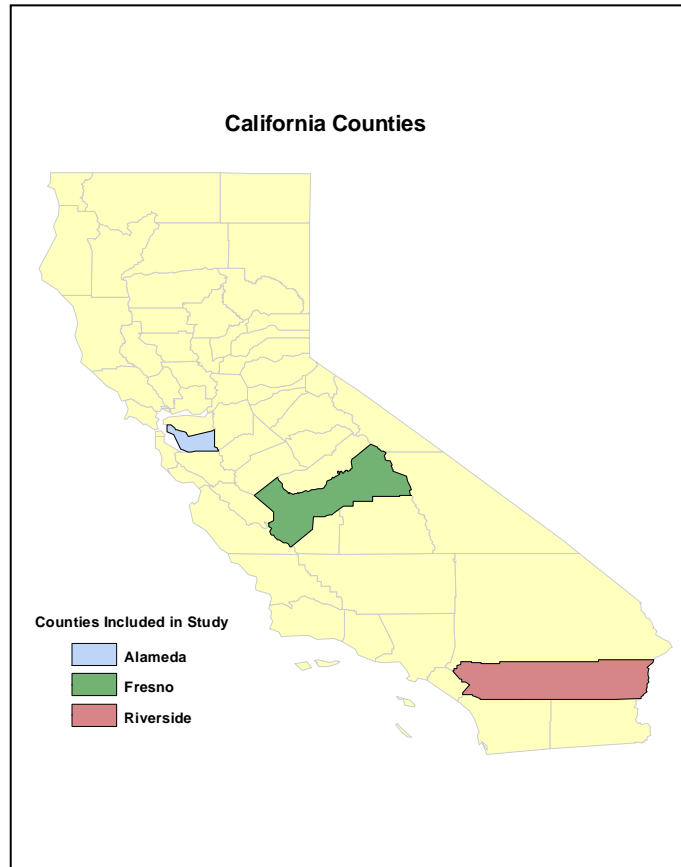 California Counties
Counties Included in Study
Alameda
Fresno
Riverside